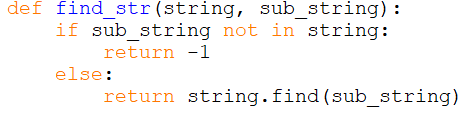 def find_str(string, sub_string):
    if sub_string not in string:
        return -1
    else:
        return string.find(sub_string)